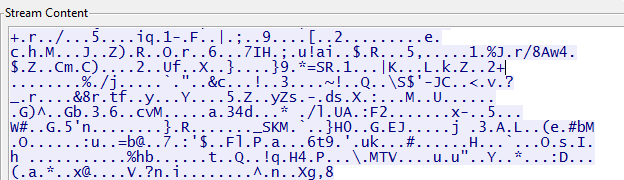 Stream Content
+.r../...5....iq.1-.F..|.;..9....[..2.........e.
c.h.M...J..Z).R..O.r..6...7IH.;.u!ai..$.R...5,.....1.%J.r/8Aw4.
$.Z..Cm.C)....2..Uf..X..}....}9.*=SR.1...|K...L.k.Z..2+
........%./j.....`."..&c...!..3....~!..Q..\S$'-JC..<.v.?
_.r....&8r.tf..y...Y....5.Z..yZs.-.ds.X.:...M..U......
.G)^..Gb.3.6..cvM.....a.34d...*../l.UA.:F2.......x-..5...
W#..G.5'n........}.R......._SKM.`..}H0..G.EJ.....j.3.A.L..(e.#bM
.O......:u..=b@..7.:'$..Fl.P.a...6t9.'.uk...#......H...`...O.s.I.
h...........%hb......t..Q..!q.H4.P...\.MTV....u.u"..Y..*...:D...
(.a.*..x@....V.?n.i........^.n..Xg,8